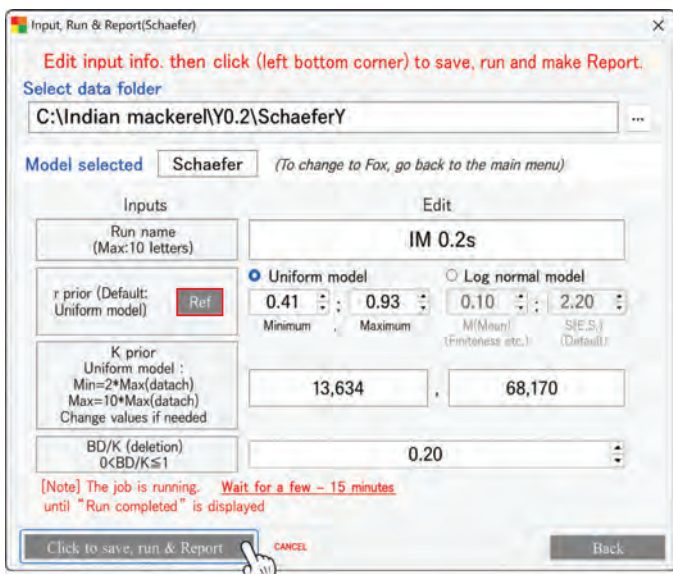 Input, Run & Report(Schaefer)
Edit input info. then click (left bottom corner) to save, run and make Report.
Select data folder
C:\Indian mackerel\Y0.2\SchaeferY ...
Model selected Schaefer (To change to Fox, go back to the main menu)
Inputs Edit
Run name
(Max:10 letters)
IM 0.2s
r prior (Default:
Uniform model)
Ref
Uniform model Log normal model
0.41 ; 0.93 0.10 ; 2.20
Minimum , Maximum M(Moun) S(E.S.)
(Finiteness etc.) (Default)
K prior
Uniform model :
Min=2*Max(datach)
Max=10*Max(datach)
Change values if needed
13,634 , 68,170
BD/K (deletion)
0<BD/K≦1
0.20
[Note] The job is running. Wait for a few – 15 minutes
until “Run completed” is displayed
Click to save, run & Report CANCEL Back